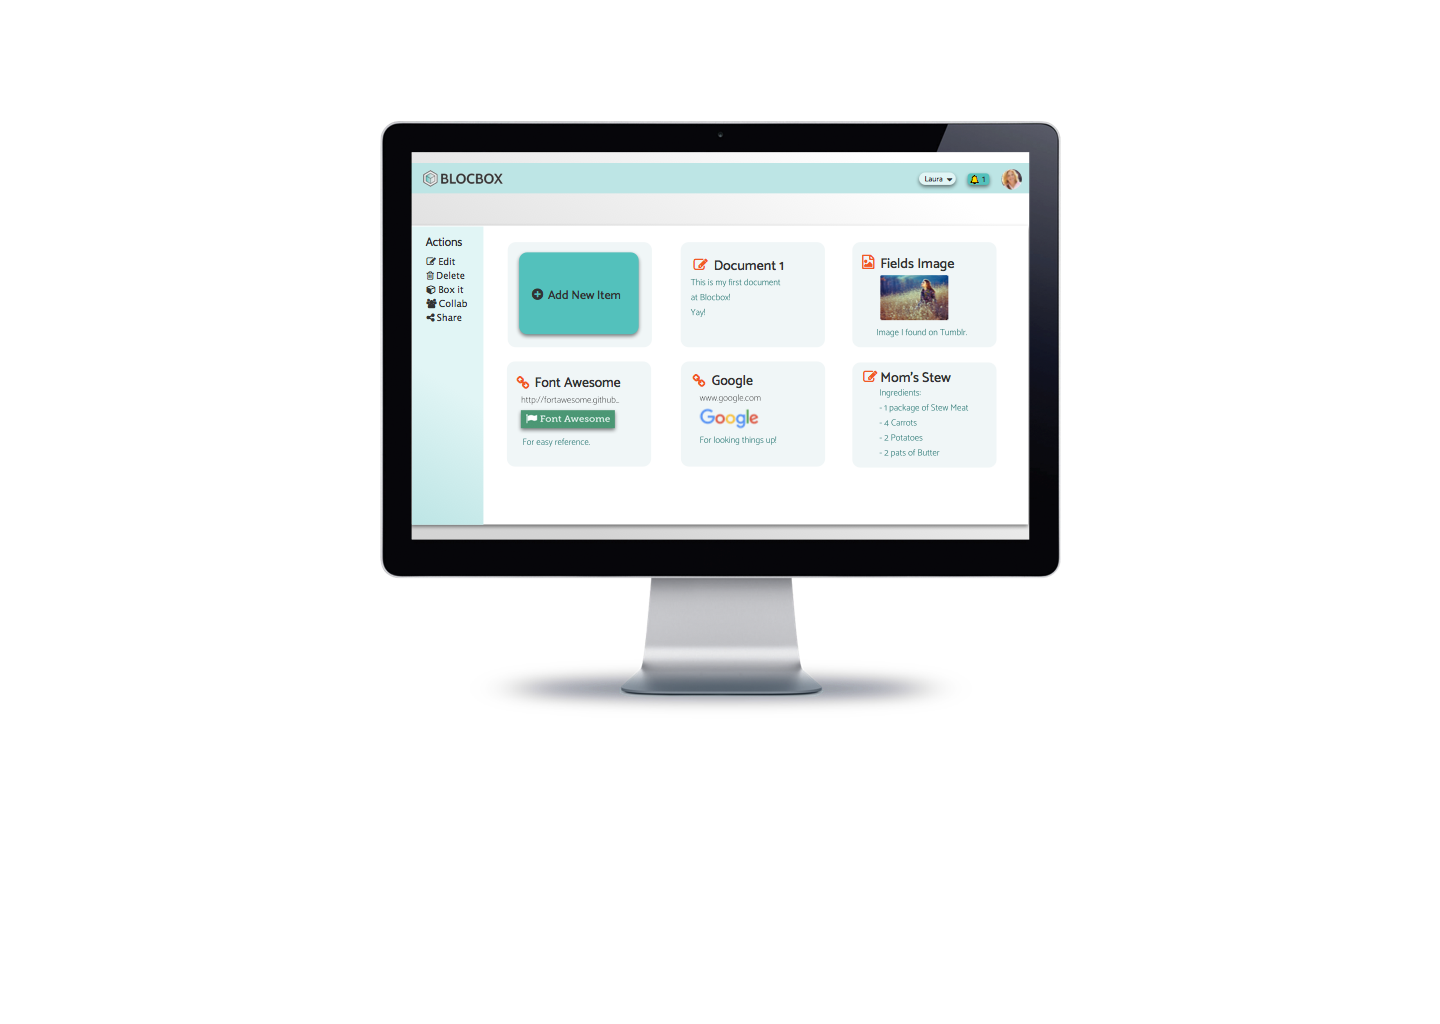 BLOCBOX
Laura
1
Actions
Edit
Delete
Box it
Collab
Share
Add New Item
Document 1
This is my first document
at Blocbox!
Yay!
Fields Image
Image I found on Tumblr.
Font Awesome
http://fortawesome.github..
Font Awesome
For easy reference.
Google
www.google.com
Google
For looking things up!
Mom's Stew
Ingredients:
- 1 package of Stew Meat
- 4 Carrots
- 2 Potatoes
- 2 pats of Butter